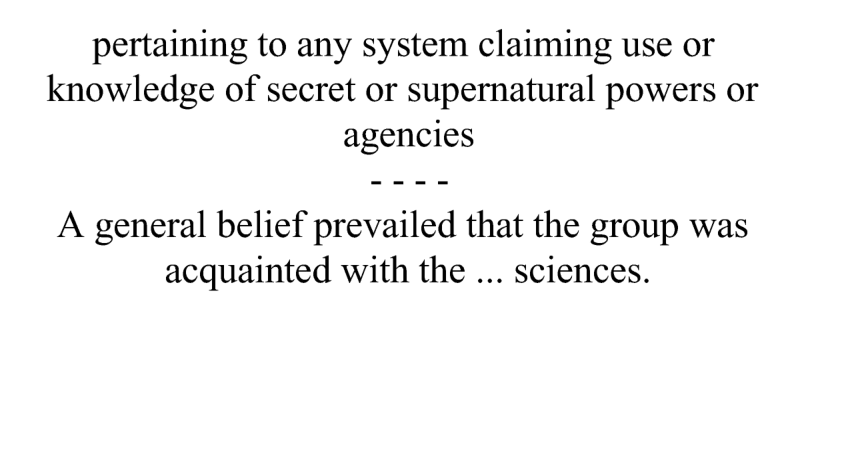 pertaining to any system claiming use or
knowledge of secret or supernatural powers or
agencies
- - - -
A general belief prevailed that the group was
acquainted with the ... sciences.